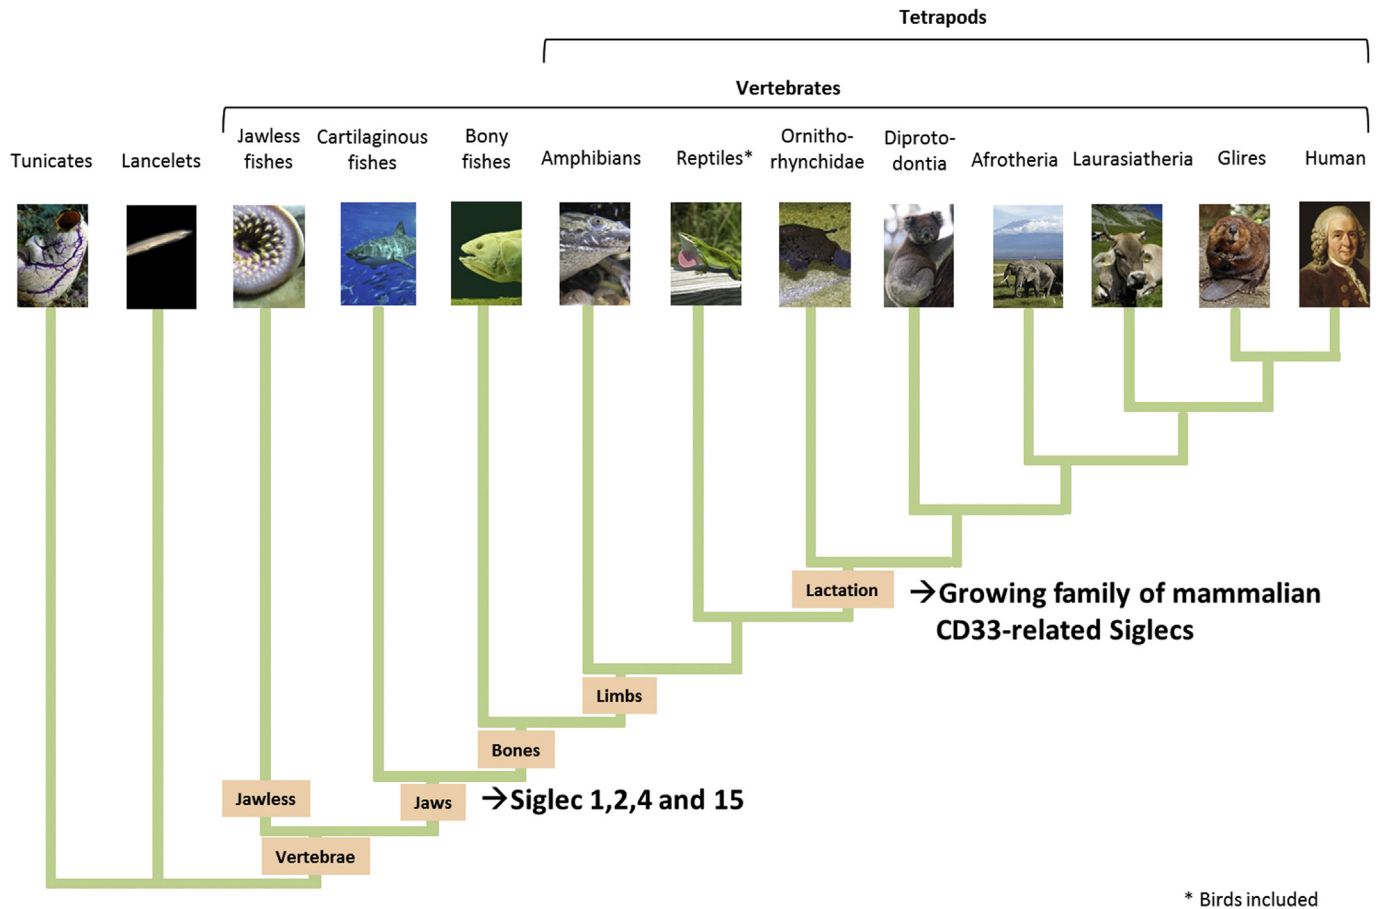 Tetrapods
Vertebrates
Tunicates
Lancelets
Jawless
fishes
Cartilaginous
fishes
Bony
fishes
Amphibians
Reptiles*
Ornitho-
rhynchidae
Diproto-
dontia
Afrotheria
Laurasiatheria
Glires
Human
Lactation
→Growing family of mammalian
CD33-related Siglecs
Limbs
Bones
Jawless
Jaws
→Siglec 1,2,4 and 15
Vertebrae
* Birds included